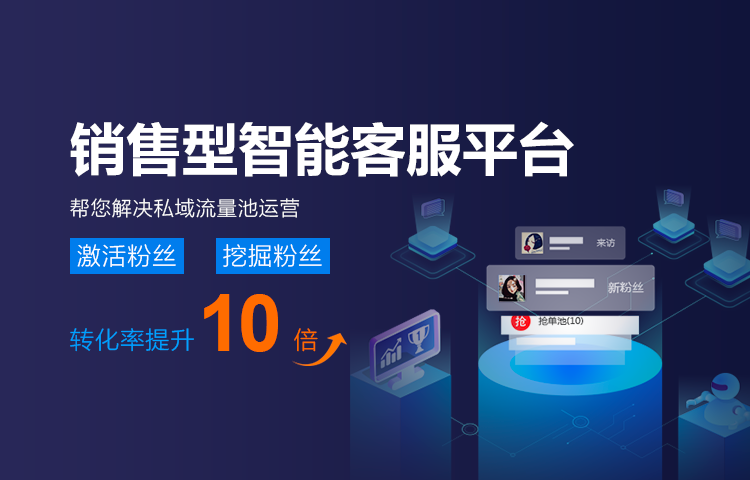 销售型智能客服平台
帮您解决私域流量池运营
激活粉丝 挖掘粉丝
转化率提升10倍
来访
新粉丝
抢 抢单池(10)